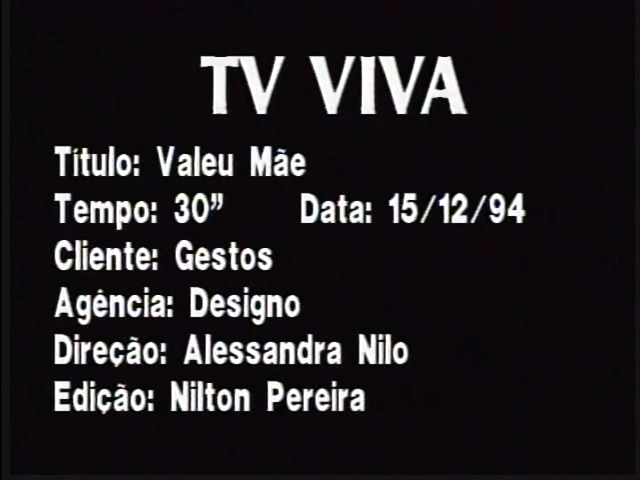 TV VIVA
Título: Valeu Mãe
Tempo: 30” Data: 15/12/94
Cliente: Gestos
Agência: Designo
Direção: Alessandra Nilo
Edição: Nilton Pereira